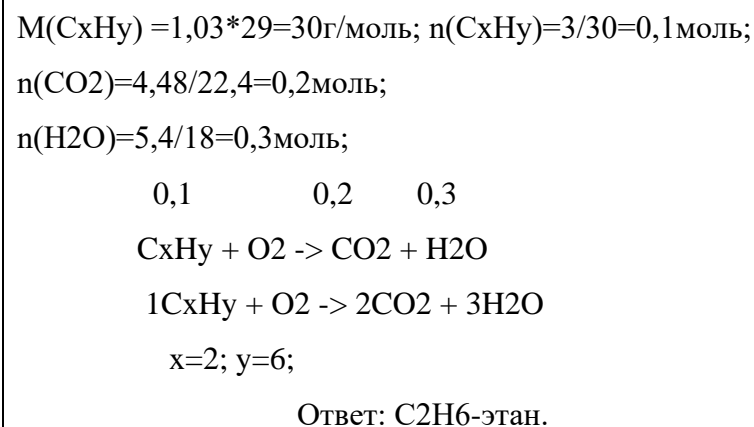 M(CxHy) =1,03*29=30г/моль; n(CxHy)=3/30=0,1моль;
n(CO2)=4,48/22,4=0,2моль;
n(H2O)=5,4/18=0,3моль;
0,1 0,2 0,3
CxHy + O2 -> CO2 + H2O
1CxHy + O2 -> 2CO2 + 3H2O
x=2; y=6;
Ответ: C2H6-этан.